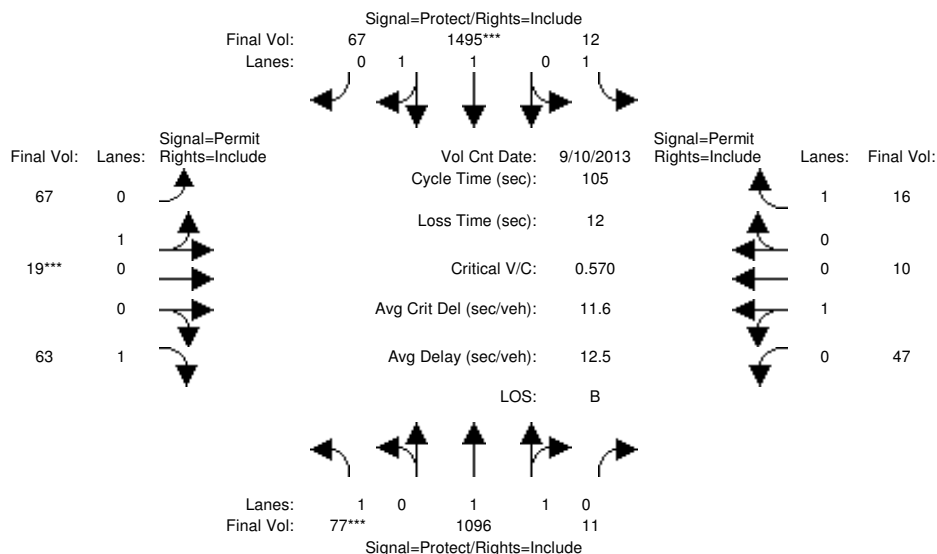 Signal=Protect/Rights=Include
Final Vol: 67 1495*** 12
Lanes: 0 1 1 0 1
Signal=Permit
Final Vol: Lanes: Rights=Include
Vol Cnt Date: 9/10/2013
Signal=Permit
Rights=Include Lanes: Final Vol:
Cycle Time (sec): 105
67 0
1 16
Loss Time (sec): 12
1
0
19*** 0
Critical V/C: 0.570
0 10
0
Avg Crit Del (sec/veh): 11.6
1
63 1
Avg Delay (sec/veh): 12.5
0 47
LOS: B
Lanes: 1 0 1 1 0
Final Vol: 77*** 1096 11
Signal=Protect/Rights=Include